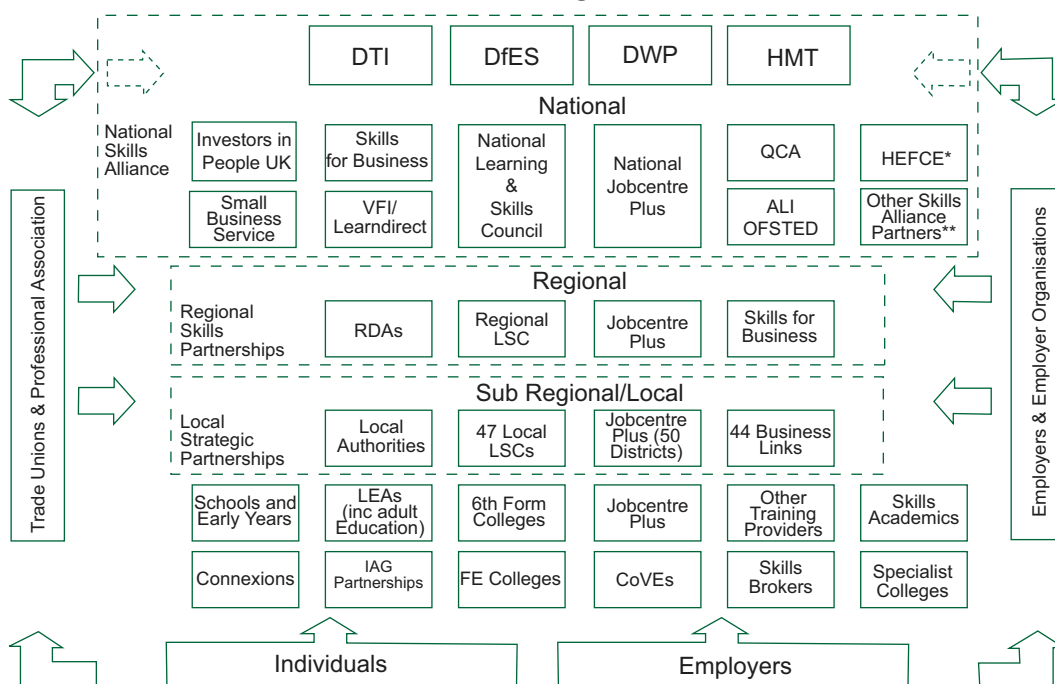 DTI
DfES
DWP
HMT
National
National
Skills
Alliance
Investors in
People UK
Skills
for Business
National
Learning
&
Skills
Council
National
Jobcentre
Plus
QCA
HEFCE*
Small
Business
Service
VFI/
Learndirect
ALI
OFSTED
Other Skills
Alliance
Partners**
Trade Unions & Professional Association
Employers & Employer Organisations
Regional
Regional
Skills
Partnerships
RDAs
Regional
LSC
Jobcentre
Plus
Skills for
Business
Sub Regional/Local
Local
Strategic
Partnerships
Local
Authorities
47 Local
LSCs
Jobcentre
Plus (50
Districts)
44 Business
Links
Schools and
Early Years
LEAs
(inc adult
Education)
6th Form
Colleges
Jobcentre
Plus
Other
Training
Providers
Skills
Academics
Connexions
IAG
Partnerships
FE Colleges
CoVEs
Skills
Brokers
Specialist
Colleges
Individuals
Employers